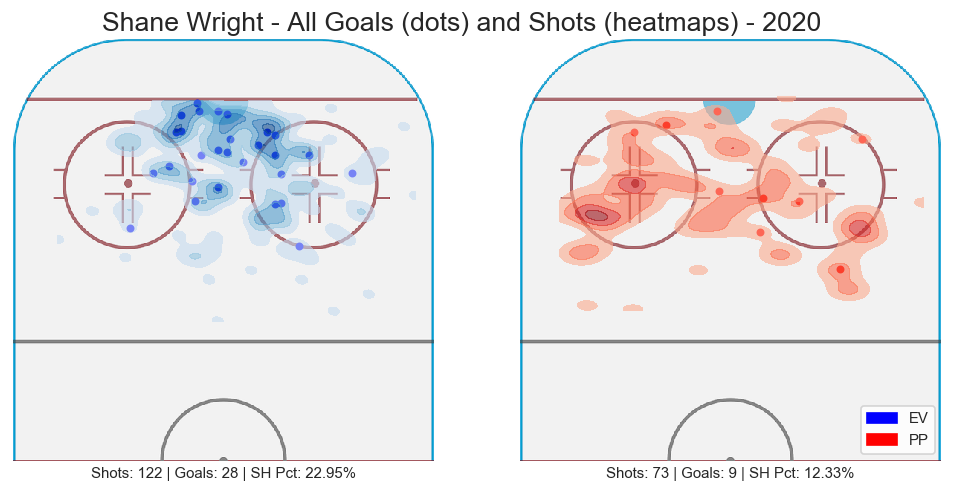 Shane Wright - All Goals (dots) and Shots (heatmaps) - 2020
EV
PP
Shots: 122 | Goals: 28 | SH Pct: 22.95%
Shots: 73 | Goals: 9 | SH Pct: 12.33%